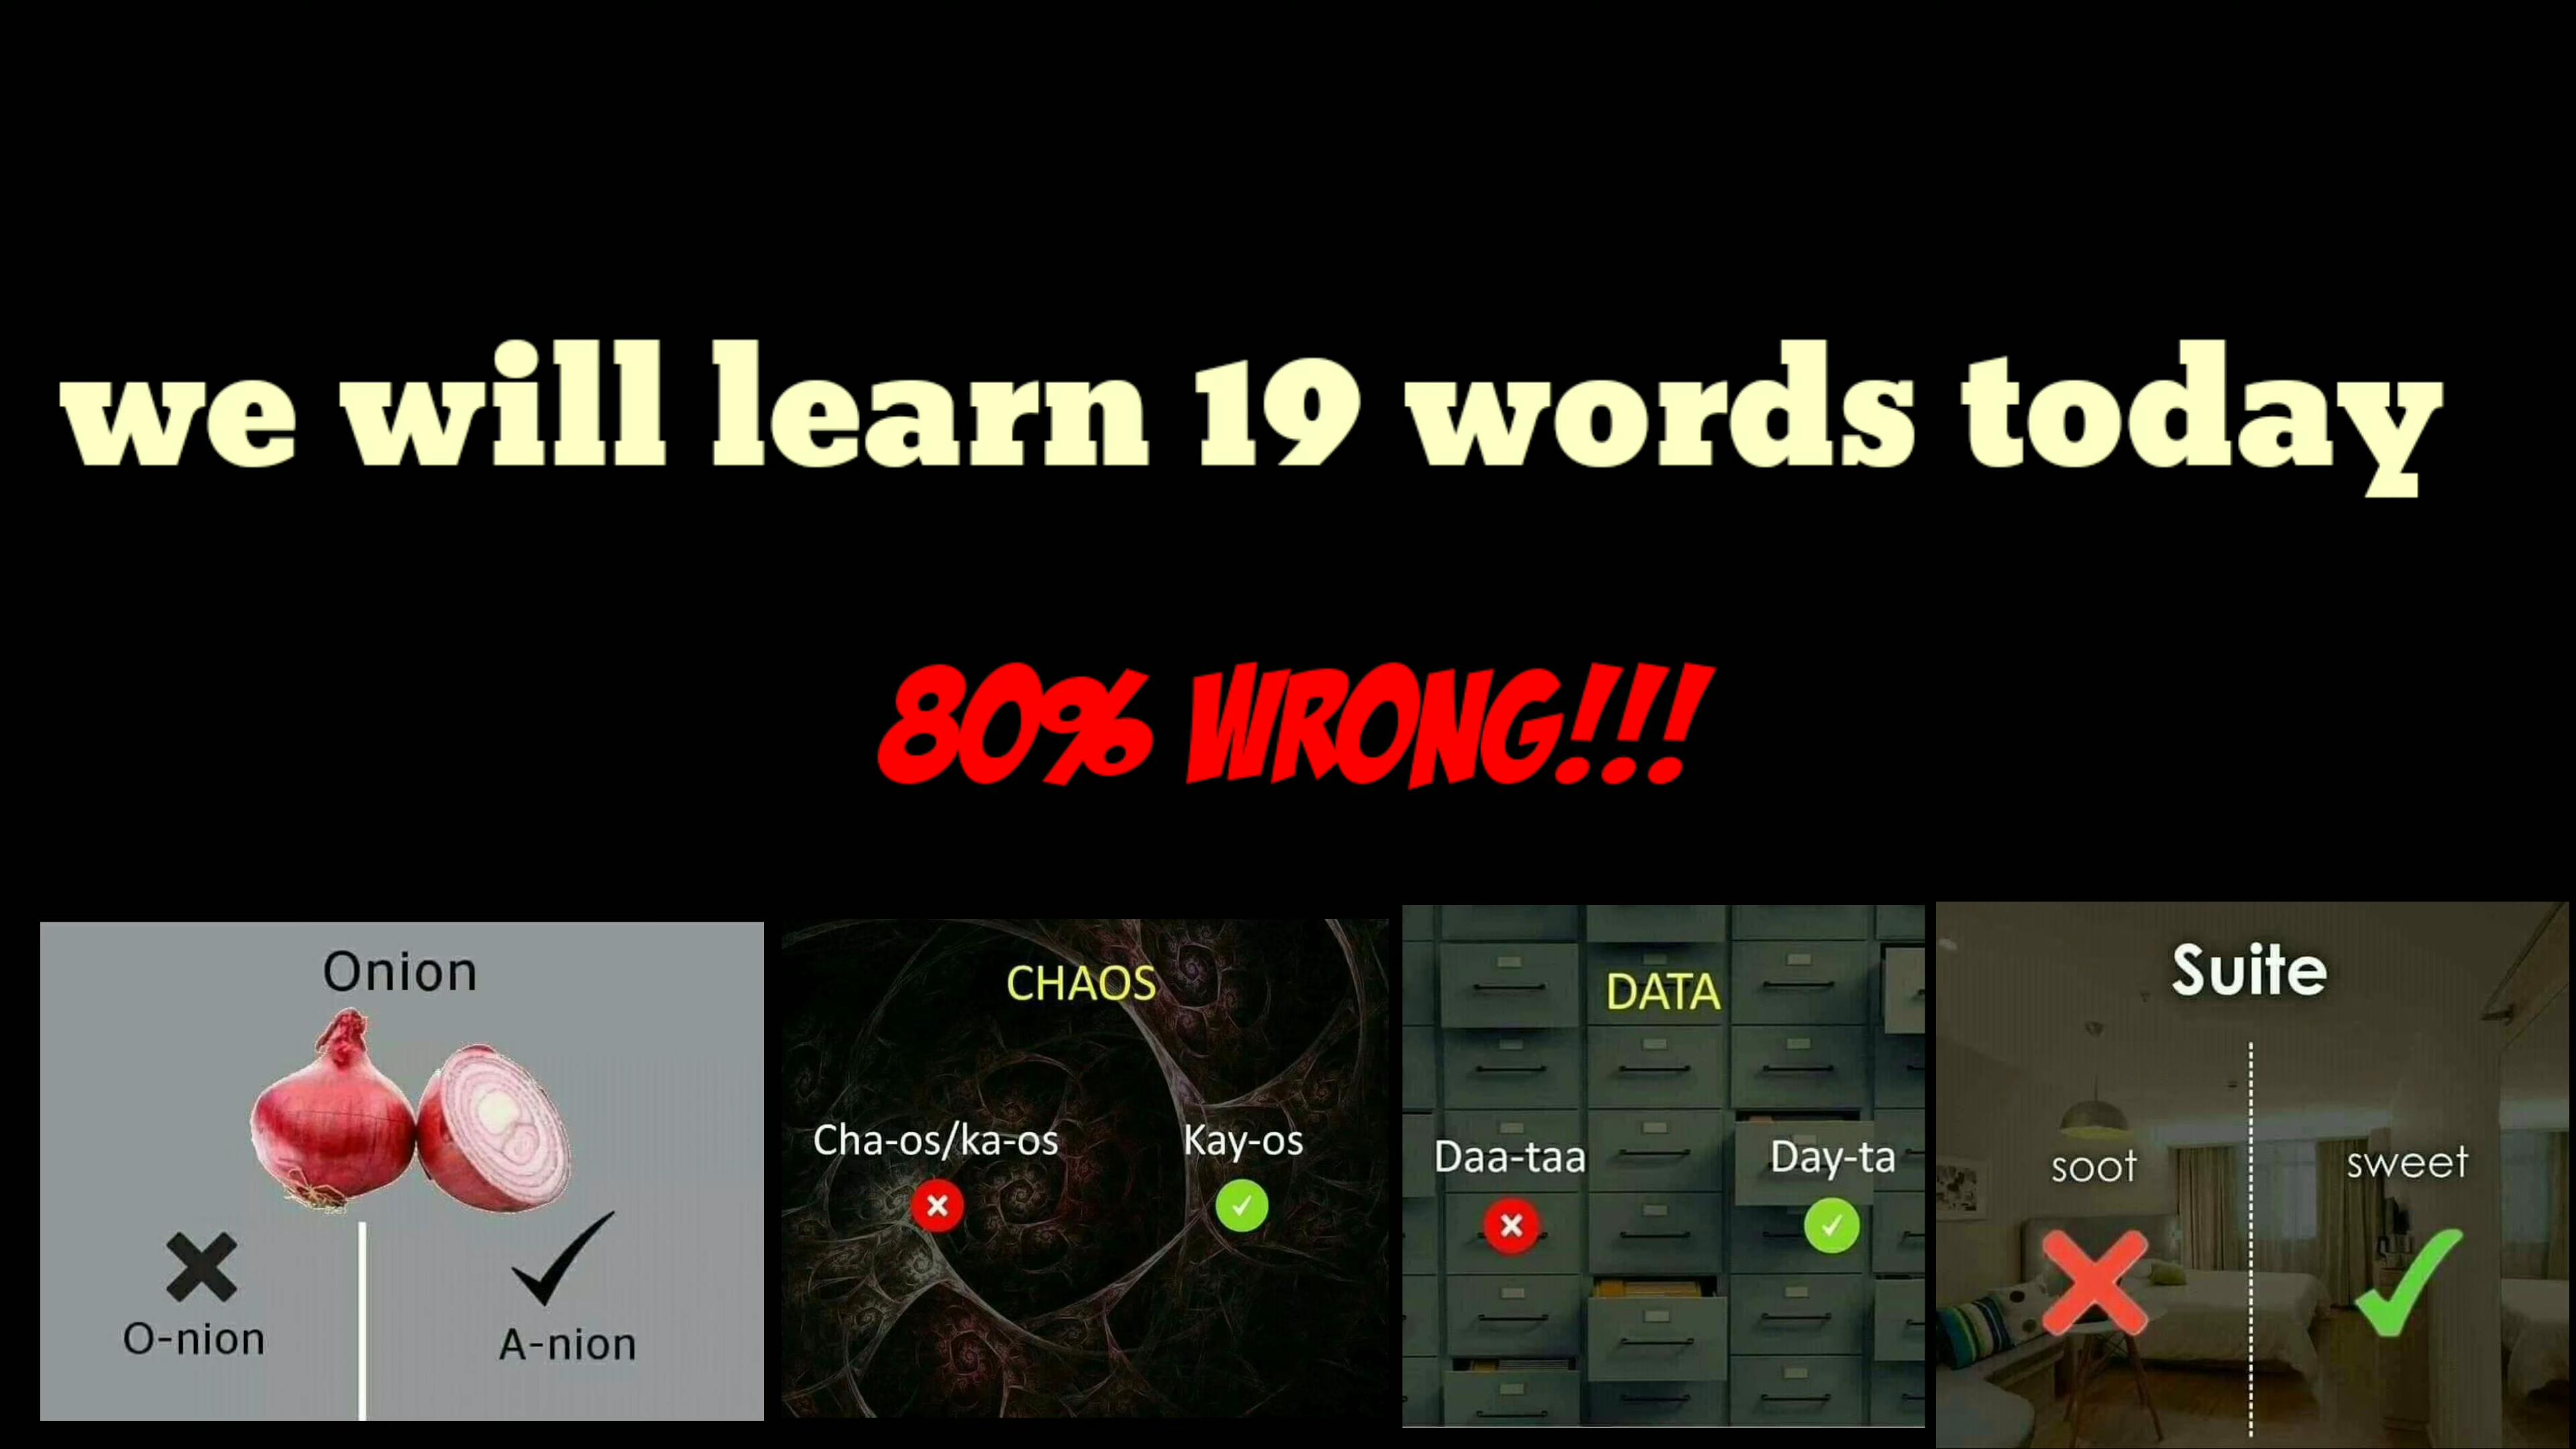 we will learn 19 words today
80% WRONG!!!
Onion
O-nion
A-nion
CHAOS
Cha-os/ka-os
Kay-os
DATA
Daa-taa
Day-ta
Suite
soot
sweet